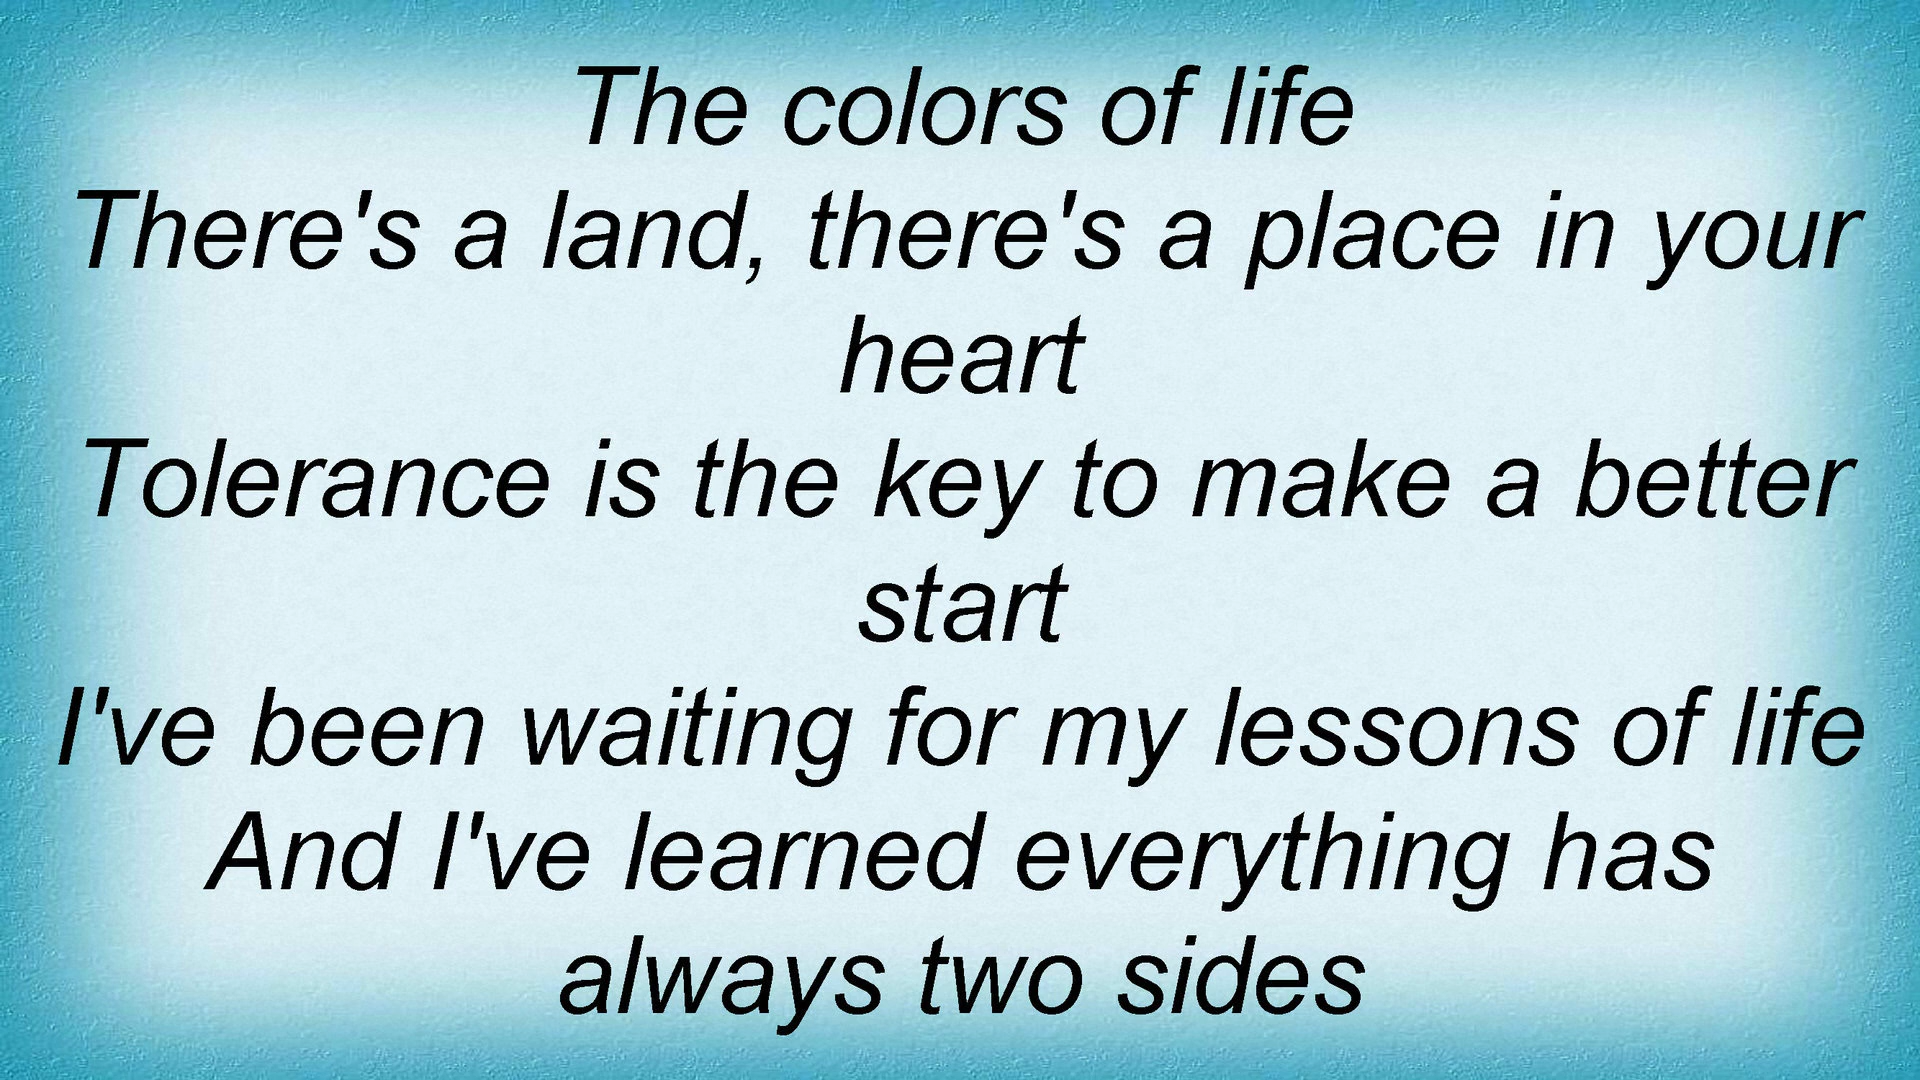 The colors of life
There's a land, there's a place in your
heart
Tolerance is the key to make a better
start
I've been waiting for my lessons of life
And I've learned everything has
always two sides